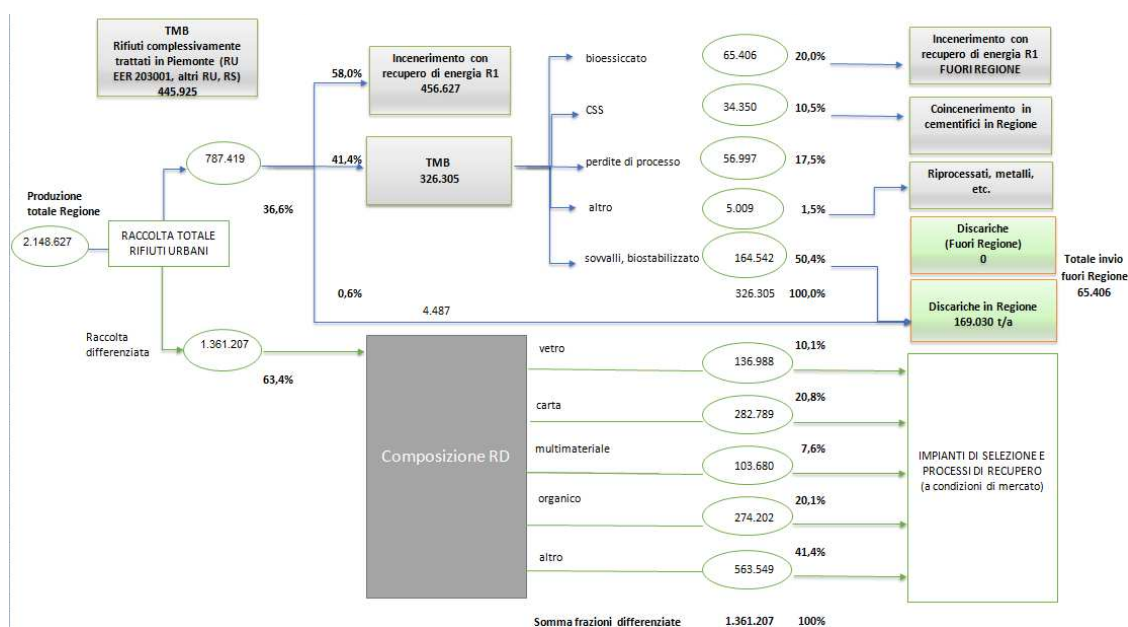 TMB
Rifiuti complessivamente
trattati in Piemonte (RU
EER 203001, altri RU, RS)
445.925
58,0%
Incenerimento con
recupero di energia R1
456.627
bioessiccato
65.406
20,0%
Incenerimento con
recupero di energia R1
FUORI REGIONE
CSS
34.350
10,5%
Coincenerimento in
cementifici in Regione
787.419
41,4%
TMB
326.305
perdite di processo
56.997
17,5%
Riprocessati, metalli,
etc.
Produzione
totale Regione
36,6%
altro
5.009
1,5%
2.148.627
RACCOLTA TOTALE
RIFIUTI URBANI
Discariche
(Fuori Regione)
0
sovvalli, biostabilizzato
164.542
50,4%
Totale invio
fuori Regione
65.406
0,6%
4.487
326.305
100,0%
Discariche in Regione
169.030 t/a
Raccolta
differenziata
1.361.207
63,4%
Composizione RD
vetro
136.988
10,1%
carta
282.789
20,8%
multimateriale
103.680
7,6%
organico
274.202
20,1%
altro
563.549
41,4%
IMPIANTI DI SELEZIONE E
PROCESSI DI RECUPERO
(a condizioni di mercato)
Somma frazioni differenziate
1.361.207
100%